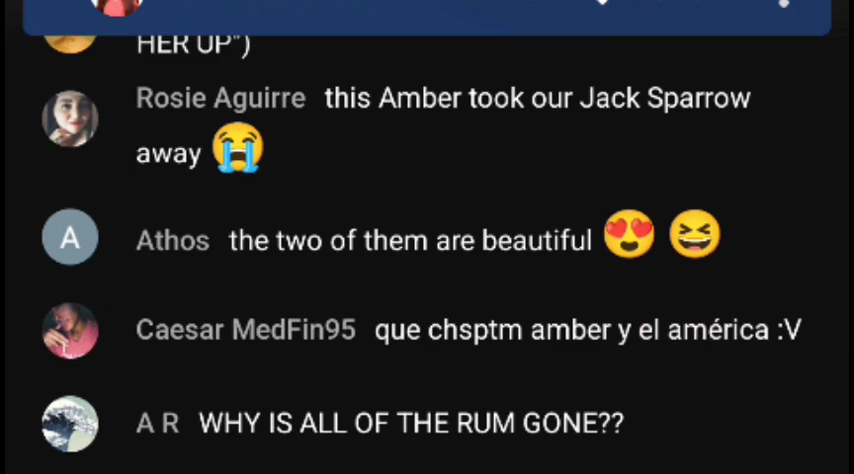 HER UP")
Rosie Aguirre this Amber took our Jack Sparrow
away 😭
A
Athos the two of them are beautiful 😍 😆
Caesar MedFin95 que chsptm amber y el américa :V
A R WHY IS ALL OF THE RUM GONE??